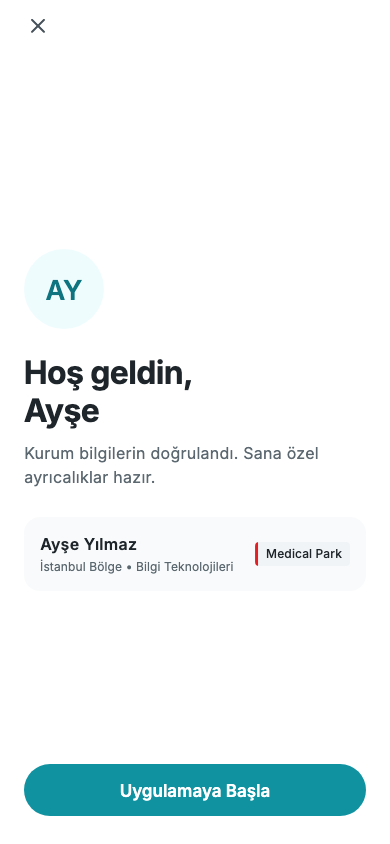 AY
Hoş geldin,
Ayşe
Kurum bilgilerin doğrulandı. Sana özel
ayrıcalıklar hazır.
Ayşe Yılmaz
İstanbul Bölge • Bilgi Teknolojileri
Medical Park
Uygulamaya Başla